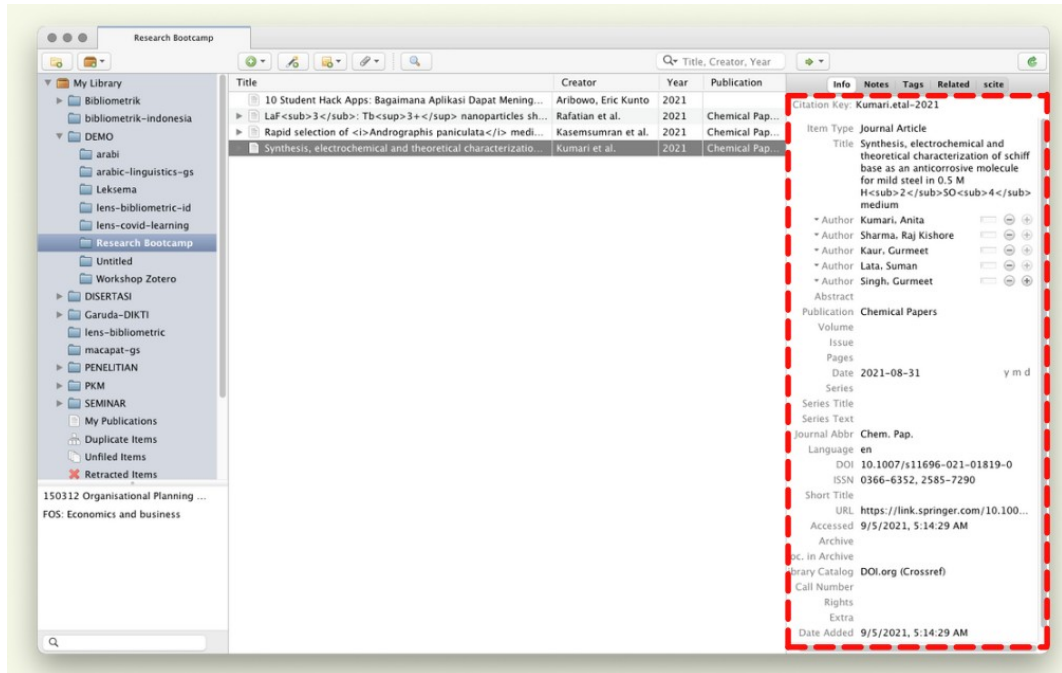 Research Bootcamp
Title, Creator, Year
My Library
Bibliometrik
bibliometrik-indonesia
DEMO
arabi
arabic-linguistics-gs
Leksema
lens-bibliometric-id
lens-covid-learning
Research Bootcamp
Untitled
Workshop Zotero
DISERTASI
Garuda-DIKTI
lens-bibliometric
macapat-gs
PENELITIAN
PKM
SEMINAR
My Publications
Duplicate Items
Unfiled Items
Retracted Items
150312 Organisational Planning ...
FOS: Economics and business
Title Creator Year Publication
10 Student Hack Apps: Bagaimana Aplikasi Dapat Mening... Aribowo, Eric Kunto 2021
LaF<sub>3</sub>: Tb<sup>3+</sup> nanoparticles sh... Rafatian et al. 2021 Chemical Pap...
Rapid selection of <i>Andrographis paniculata</i> medi... Kasemsumran et al. 2021 Chemical Pap...
Synthesis, electrochemical and theoretical characterizatio... Kumari et al. 2021 Chemical Pap...
Info Notes Tags Related scite
Citation Key: Kumari.etal-2021
Item Type Journal Article
Title Synthesis, electrochemical and
theoretical characterization of schiff
base as an anticorrosive molecule
for mild steel in 0.5 M
H<sub>2</sub>SO<sub>4</sub>
medium
Author Kumari, Anita
Author Sharma, Raj Kishore
Author Kaur, Gurmeet
Author Lata, Suman
Author Singh, Gurmeet
Abstract
Publication Chemical Papers
Volume
Issue
Pages
Date 2021-08-31 y m d
Series
Series Title
Series Text
Journal Abbr Chem. Pap.
Language en
DOI 10.1007/s11696-021-01819-0
ISSN 0366-6352, 2585-7290
Short Title
URL https://link.springer.com/10.100...
Accessed 9/5/2021, 5:14:29 AM
Archive
oc. in Archive
ibrary Catalog DOI.org (Crossref)
Call Number
Rights
Extra
Date Added 9/5/2021, 5:14:29 AM